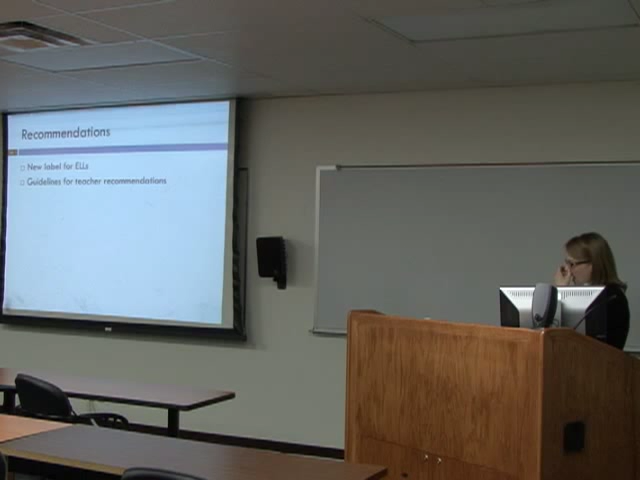 Recommendations
New label for ELLs
Guidelines for teacher recommendations